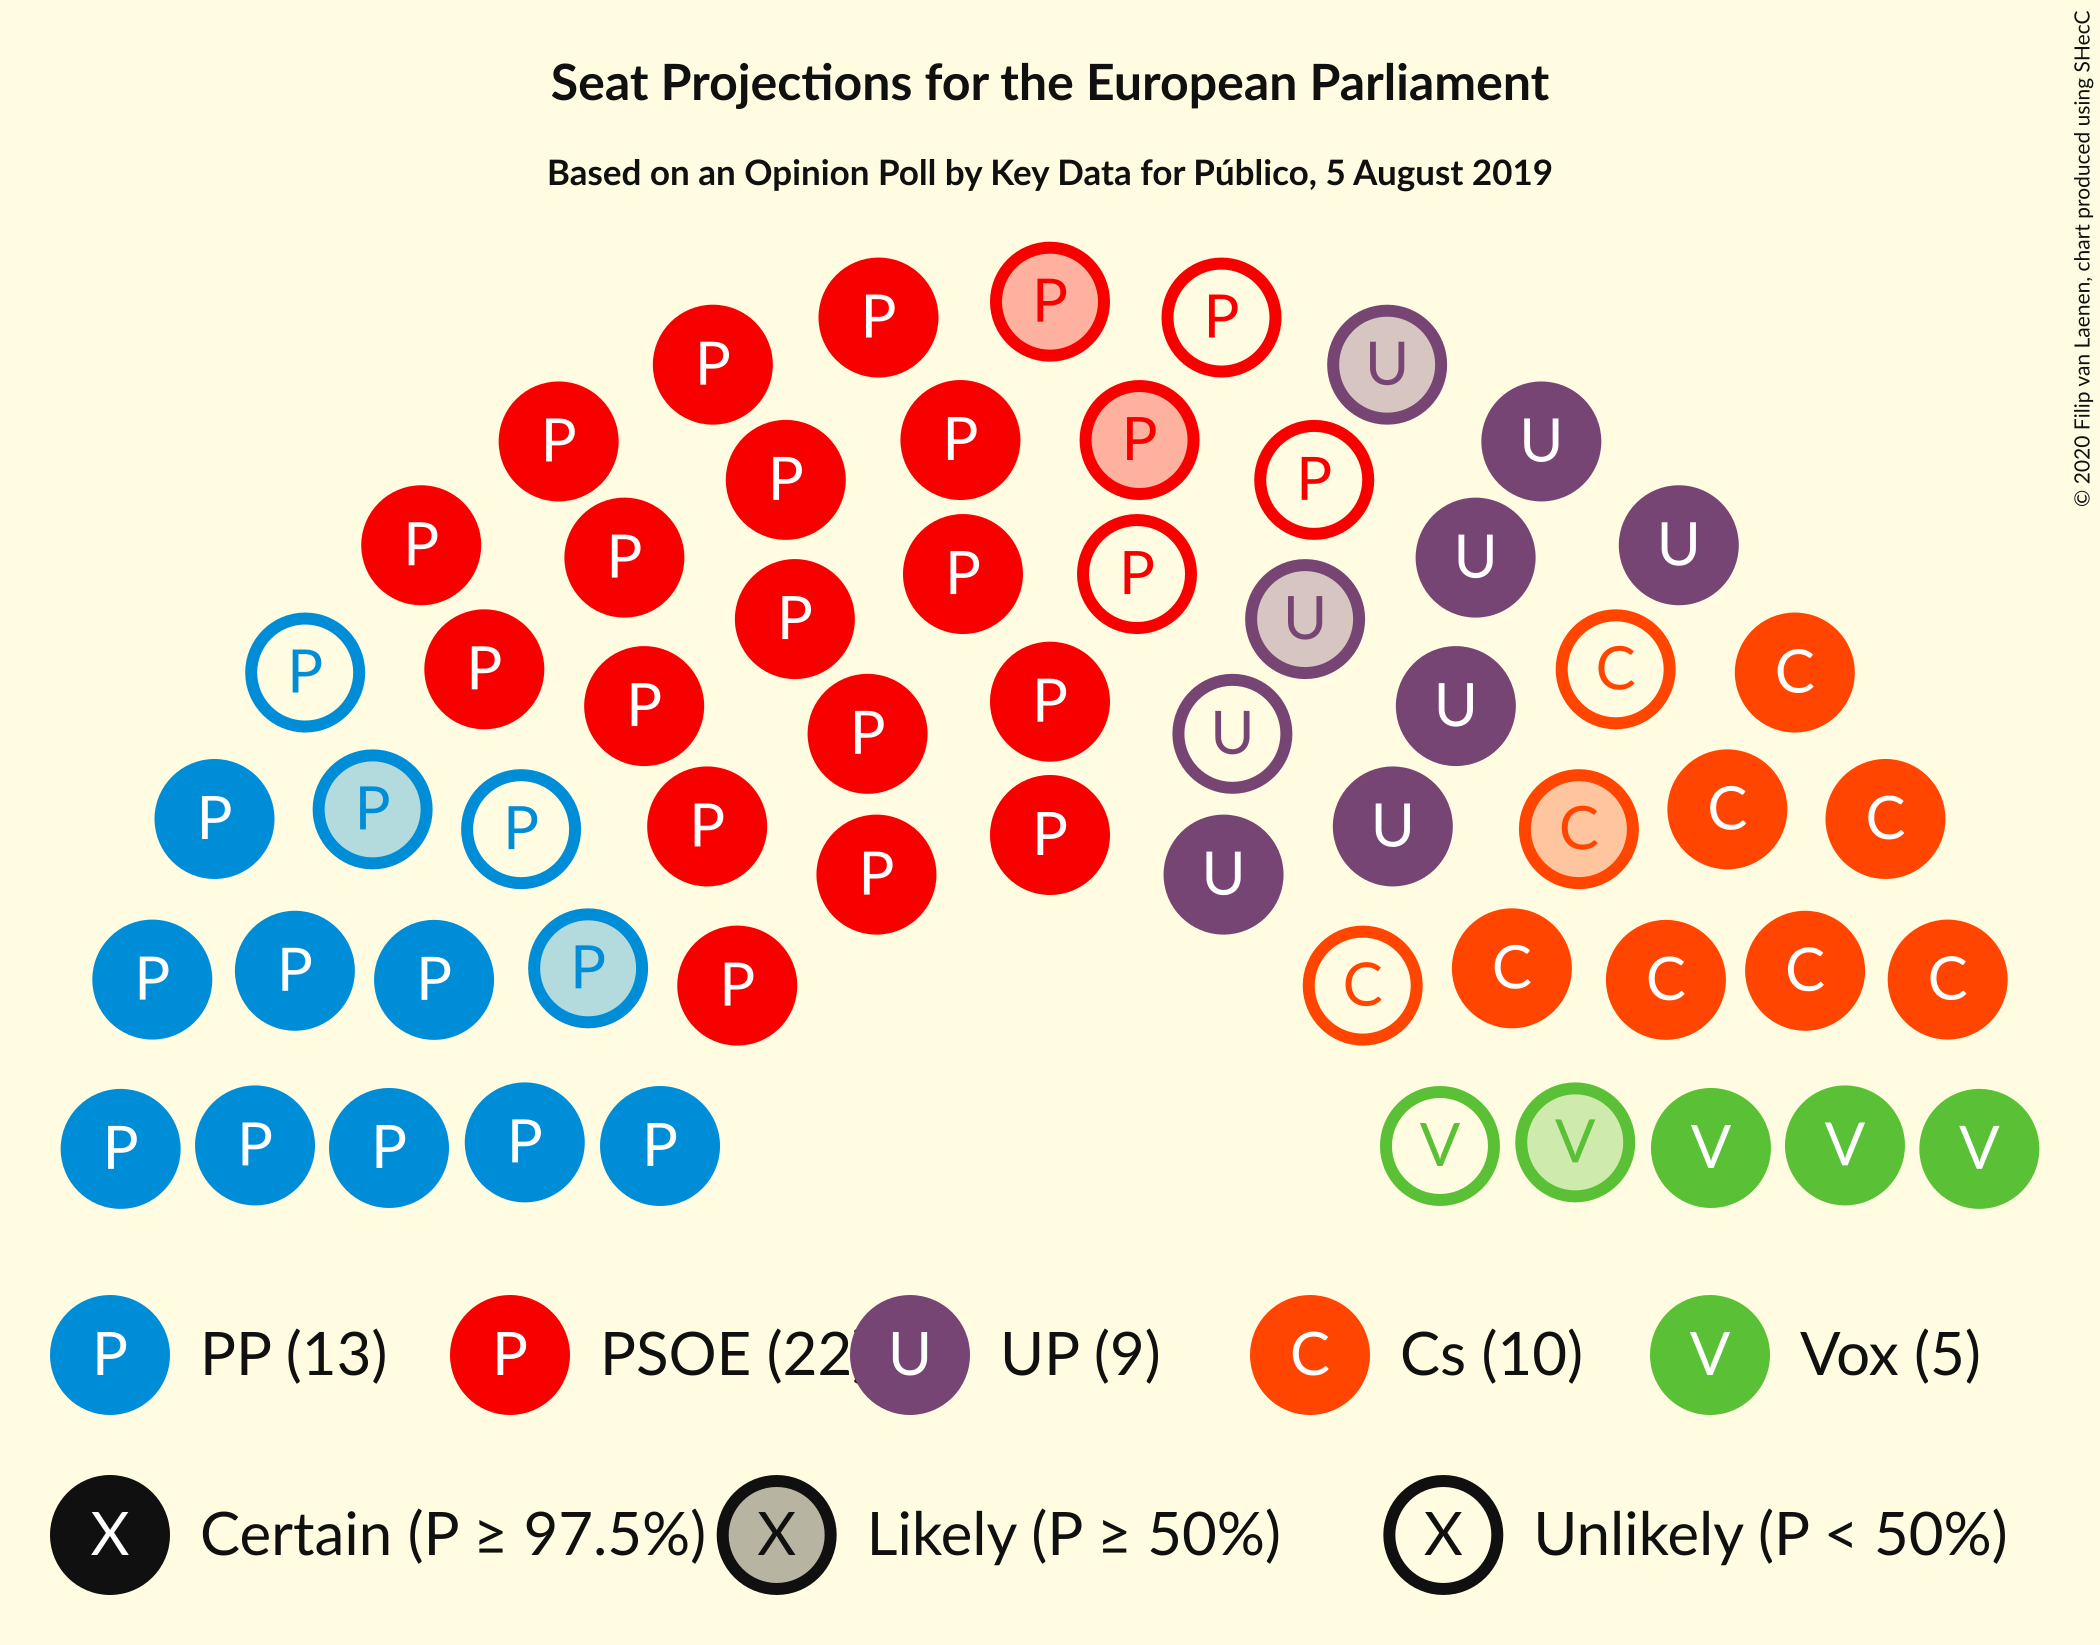 Seat Projections for the European Parliament
Based on an Opinion Poll by Key Data for Público, 5 August 2019
© 2020 Filip van Laenen, chart produced using SHecC
P
P P
P U
P P
P P
P U
P P
P U
P U
P P
P U
P
P C
P C
P U
P U
P C
P C
P U
P C
P U
P
P U
P C
P C
P C
P C
P C
P C
P P P P P V V V V V
P PP (13) P PSOE (22) U UP (9) C Cs (10) V Vox (5)
X Certain (P ≥ 97.5%) X Likely (P ≥ 50%) X Unlikely (P < 50%)